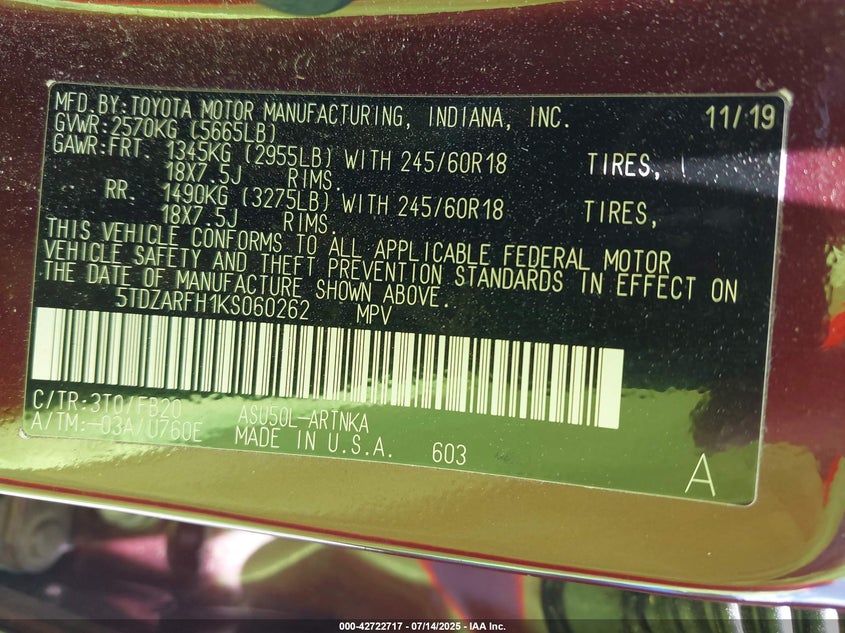 MFD.BY:TOYOTA MOTOR MANUFACTURING, INDIANA, INC. 11/19
GVWR:2570KG (5665LB)
GAWR:FRT. 1345KG (2955LB) WITH 245/60R18 TIRES,
18X7.5J RIMS.
RR. 1490KG (3275LB) WITH 245/60R18 TIRES,
18X7.5J RIMS.
THIS VEHICLE CONFORMS TO ALL APPLICABLE FEDERAL MOTOR
VEHICLE SAFETY AND THEFT PREVENTION STANDARDS IN EFFECT ON
THE DATE OF MANUFACTURE SHOWN ABOVE.
5TDZARFH1KS060262 MPV
C/TR:3T0/FB20 ASU50L-ARTNKA
A/TM:-03A/U760E MADE IN U.S.A. 603
A
000-42722717 - 07/14/2025 - IAA Inc.